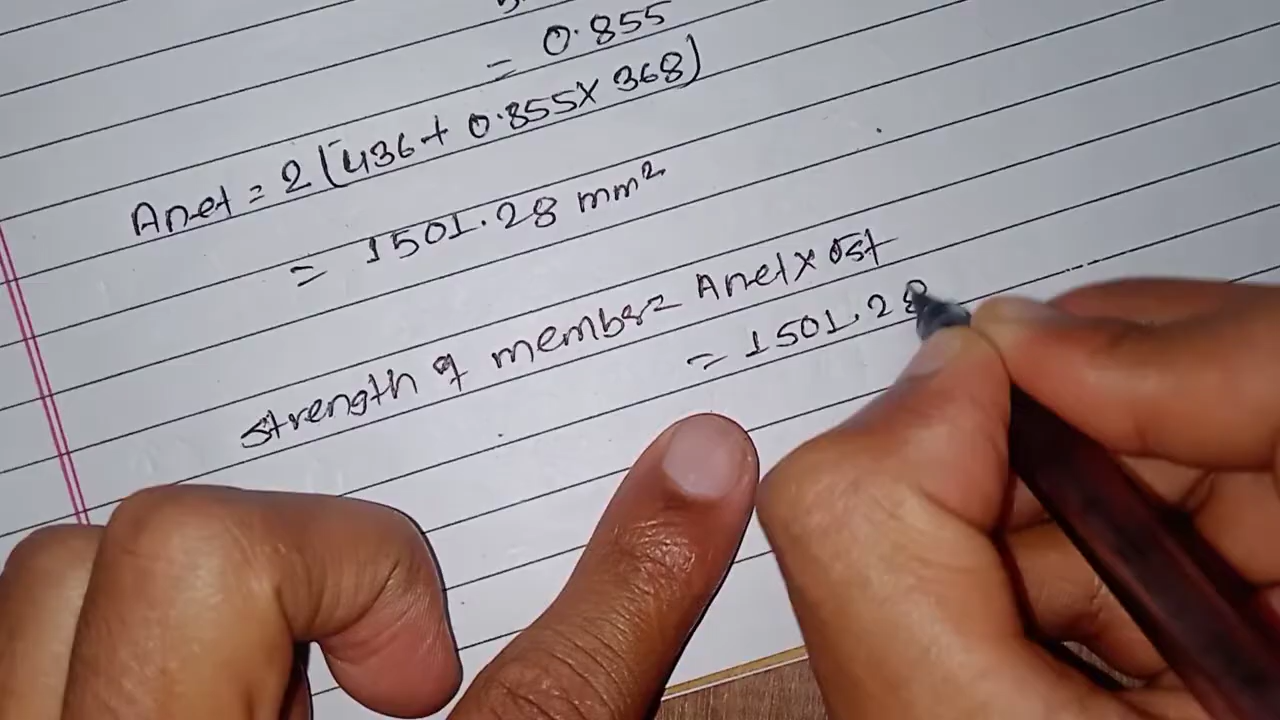 = 0.855
Anet = 2(436+ 0.855× 368)
= 1501.28 mm²
Strength of member = Anet × σst
= 1501.28